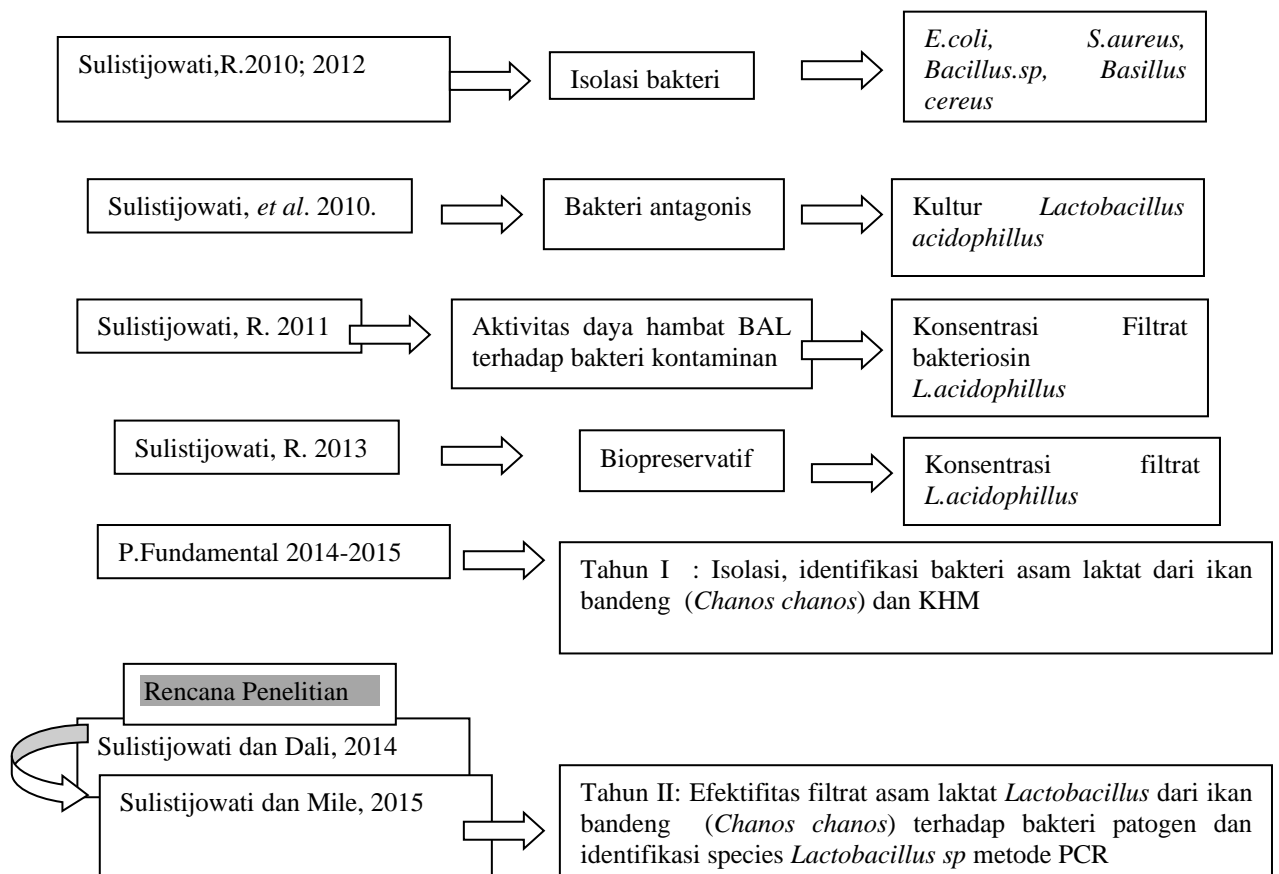 Sulistijowati,R.2010; 2012
Isolasi bakteri
E.coli, S.aureus,
Bacillus.sp, Basillus
cereus
Sulistijowati, et al. 2010.
Bakteri antagonis
Kultur Lactobacillus
acidophillus
Sulistijowati, R. 2011
Aktivitas daya hambat BAL
terhadap bakteri kontaminan
Konsentrasi Filtrat
bakteriosin
L.acidophillus
Sulistijowati, R. 2013
Biopreservatif
Konsentrasi filtrat
L.acidophillus
P.Fundamental 2014-2015
Tahun I : Isolasi, identifikasi bakteri asam laktat dari ikan
bandeng (Chanos chanos) dan KHM
Rencana Penelitian
Sulistijowati dan Dali, 2014
Sulistijowati dan Mile, 2015
Tahun II: Efektifitas filtrat asam laktat Lactobacillus dari ikan
bandeng (Chanos chanos) terhadap bakteri patogen dan
identifikasi species Lactobacillus sp metode PCR